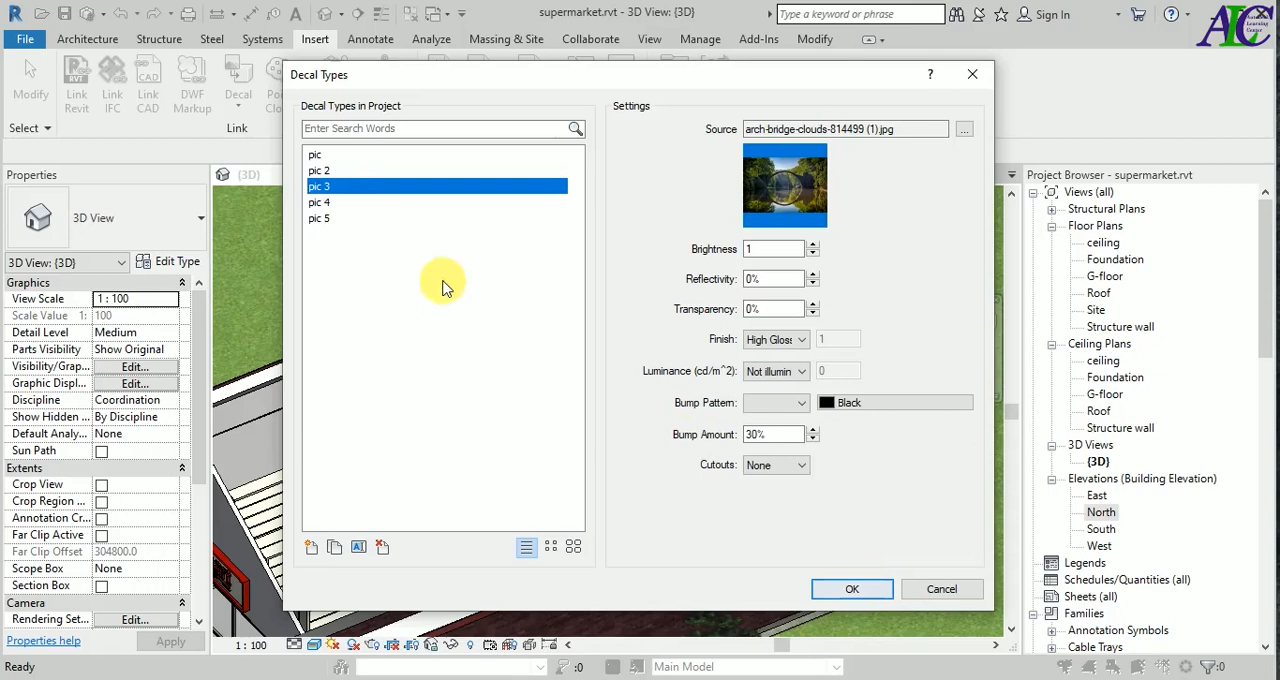 supermarket.rvt - 3D View: {3D}
Type a keyword or phrase
Sign In
ALC
File
Architecture
Structure
Steel
Systems
Insert
Annotate
Analyze
Collaborate
View
Manage
Add-Ins
Modify
Modify
Link
Revit
Link
IFC
Link
CAD
DWF
Markup
Decal
Select
Link
Decal Types
Decal Types in Project
Enter Search Words
pic
pic 2
pic 3
pic 4
pic 5
Settings
Source
arch-bridge-clouds-814499 (1).jpg
...
Brightness
1
Reflectivity:
0%
Transparency:
0%
Finish:
1
Luminance (cd/m^2):
0
Bump Pattern:
Black
Bump Amount:
30%
Cutouts:
None
OK
Cancel
Properties
3D View
3D View: {3D}
Edit Type
Graphics
View Scale
1 : 100
Scale Value 1:
100
Detail Level
Medium
Parts Visibility
Show Original
Visibility/Grap...
Edit...
Graphic Displ...
Edit...
Discipline
Coordination
Show Hidden ...
By Discipline
Default Analy...
None
Sun Path
Extents
Crop View
Crop Region ...
Annotation Cr...
Far Clip Active
Far Clip Offset
304800.0
Scope Box
None
Section Box
Camera
Rendering Set...
Edit...
Properties help
Apply
{3D}
Project Browser - supermarket.rvt
Views (all)
Structural Plans
Floor Plans
ceiling
Foundation
G-floor
Roof
Site
Structure wall
Ceiling Plans
ceiling
Foundation
G-floor
Roof
Structure wall
3D Views
{3D}
Elevations (Building Elevation)
East
North
South
West
Legends
Schedules/Quantities (all)
Sheets (all)
Families
Annotation Symbols
Cable Trays
1 : 100
Ready
:0
Main Model
:0